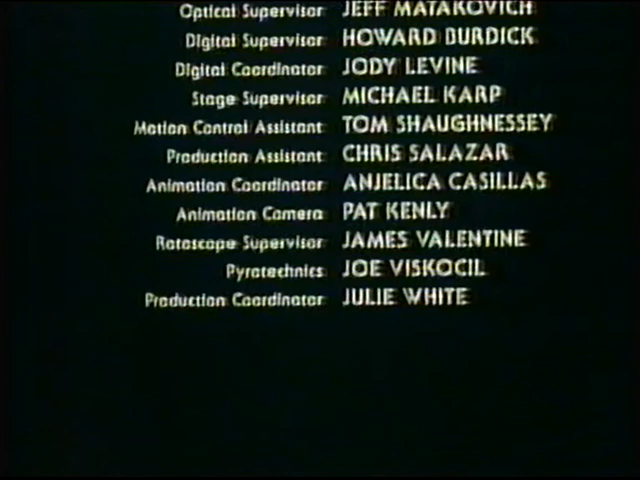 Optical Supervisor JEFF MATAKOVICH
Digital Supervisor HOWARD BURDICK
Digital Coordinator JODY LEVINE
Stage Supervisor MICHAEL KARP
Motion Control Assistant TOM SHAUGHNESSEY
Production Assistant CHRIS SALAZAR
Animation Coordinator ANJELICA CASILLAS
Animation Camera PAT KENLY
Rotoscope Supervisor JAMES VALENTINE
Pyrotechnics JOE VISKOCIL
Production Coordinator JULIE WHITE